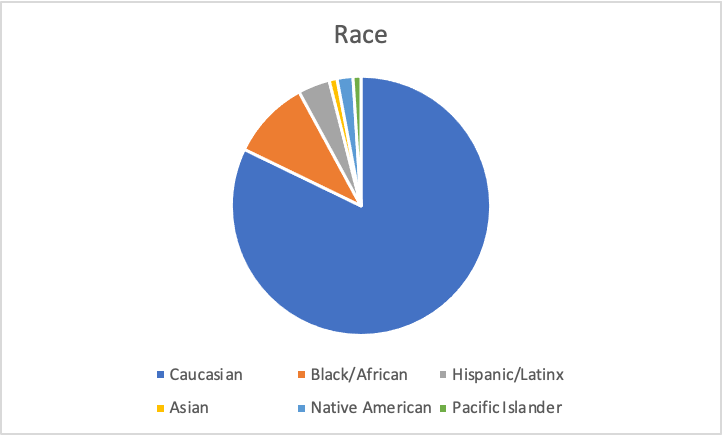 Race
Caucasian Black/African Hispanic/Latinx
Asian Native American Pacific Islander